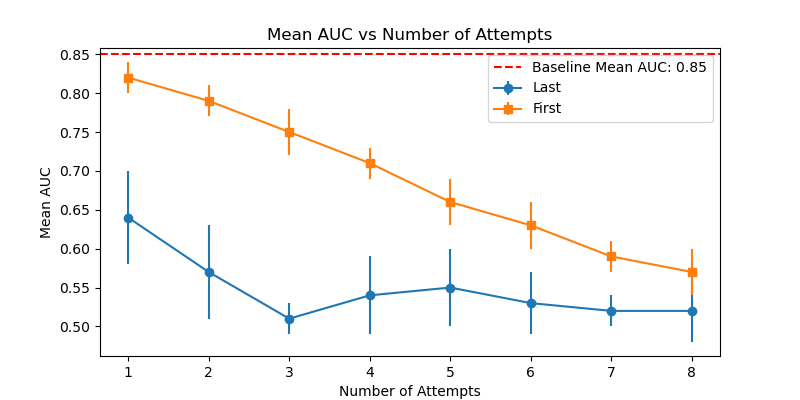 Mean AUC vs Number of Attempts
0.85
0.80
0.75
0.70
0.65
0.60
0.55
0.50
Mean AUC
Baseline Mean AUC: 0.85
Last
First
1 2 3 4 5 6 7 8
Number of Attempts